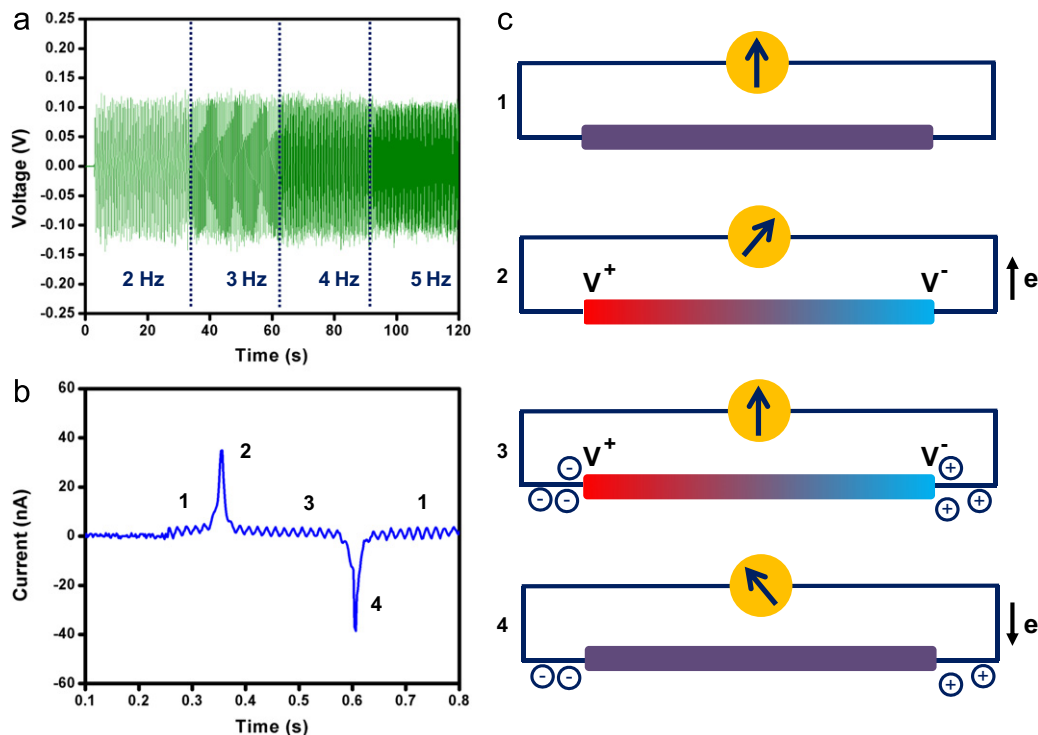 a
0.25
0.20
0.15
0.10
0.05
0.00
-0.05
-0.10
-0.15
-0.20
-0.25
Voltage (V)
2 Hz
3 Hz
4 Hz
5 Hz
0 20 40 60 80 100 120
Time (s)
b
60
40
20
0
-20
-40
-60
Current (nA)
1
2
3
4
1
0.1 0.2 0.3 0.4 0.5 0.6 0.7 0.8
Time (s)
c
1
2
V⁺ V⁻
e
3
V⁺ V⁻
- - - + + +
4
e
- - + +